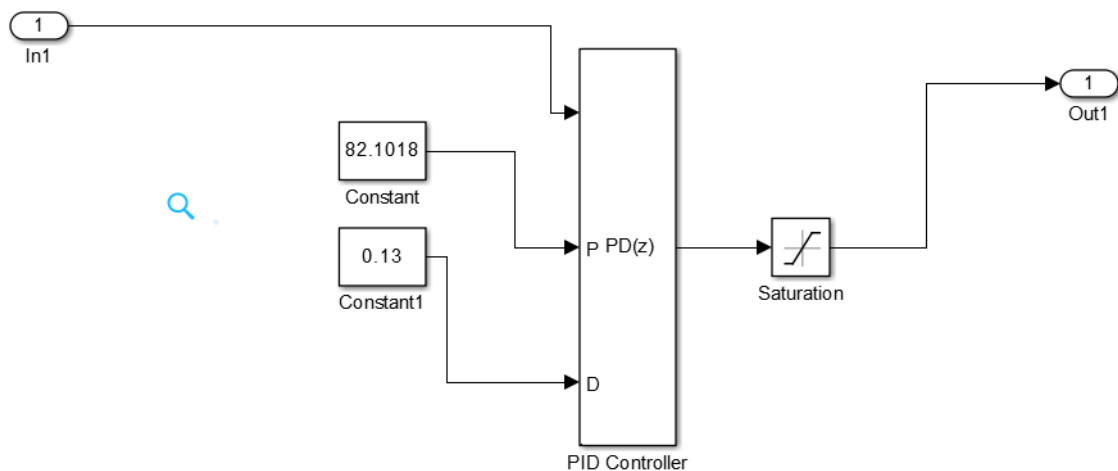 1
In1
82.1018
Constant
0.13
Constant1
P
PD(z)
D
PID Controller
Saturation
1
Out1